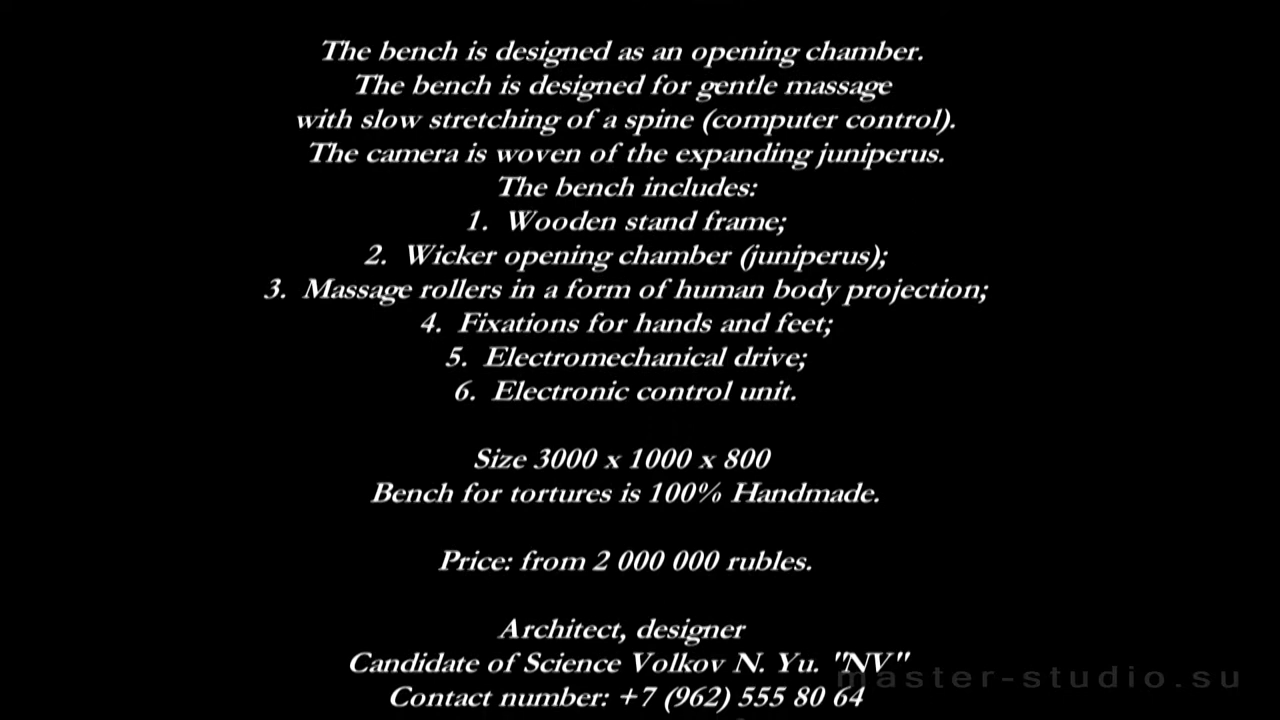 The bench is designed as an opening chamber.
The bench is designed for gentle massage
with slow stretching of a spine (computer control).
The camera is woven of the expanding juniperus.
The bench includes:
1. Wooden stand frame;
2. Wicker opening chamber (juniperus);
3. Massage rollers in a form of human body projection;
4. Fixations for hands and feet;
5. Electromechanical drive;
6. Electronic control unit.
Size 3000 x 1000 x 800
Bench for tortures is 100% Handmade.
Price: from 2 000 000 rubles.
Architect, designer
Candidate of Science Volkov N. Yu. "NV"
master-studio.su
Contact number: +7 (962) 555 80 64